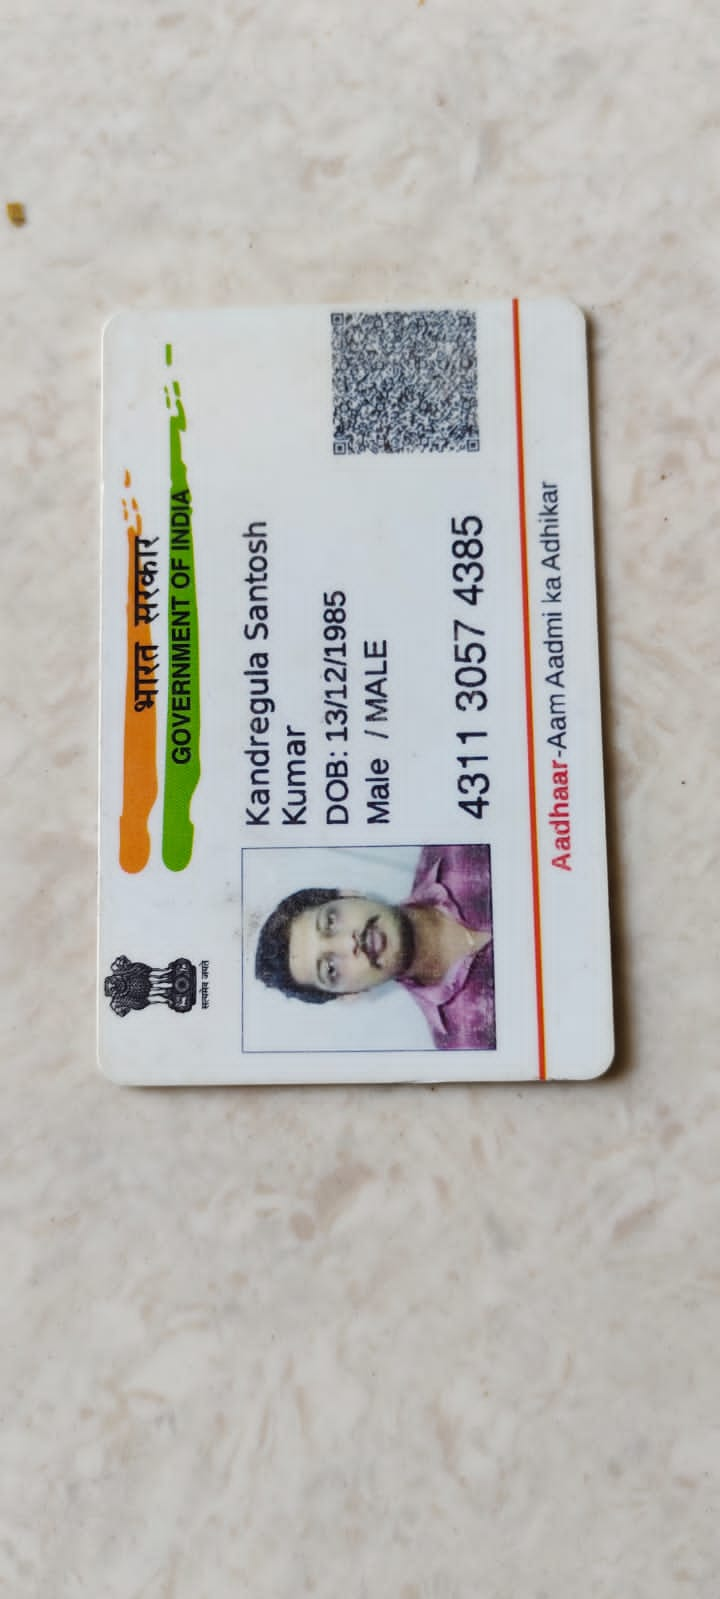 भारत सरकार
GOVERNMENT OF INDIA
सत्यमेव जयते
Kandregula Santosh
Kumar
DOB: 13/12/1985
Male / MALE
4311 3057 4385
Aadhaar-Aam Aadmi ka Adhikar